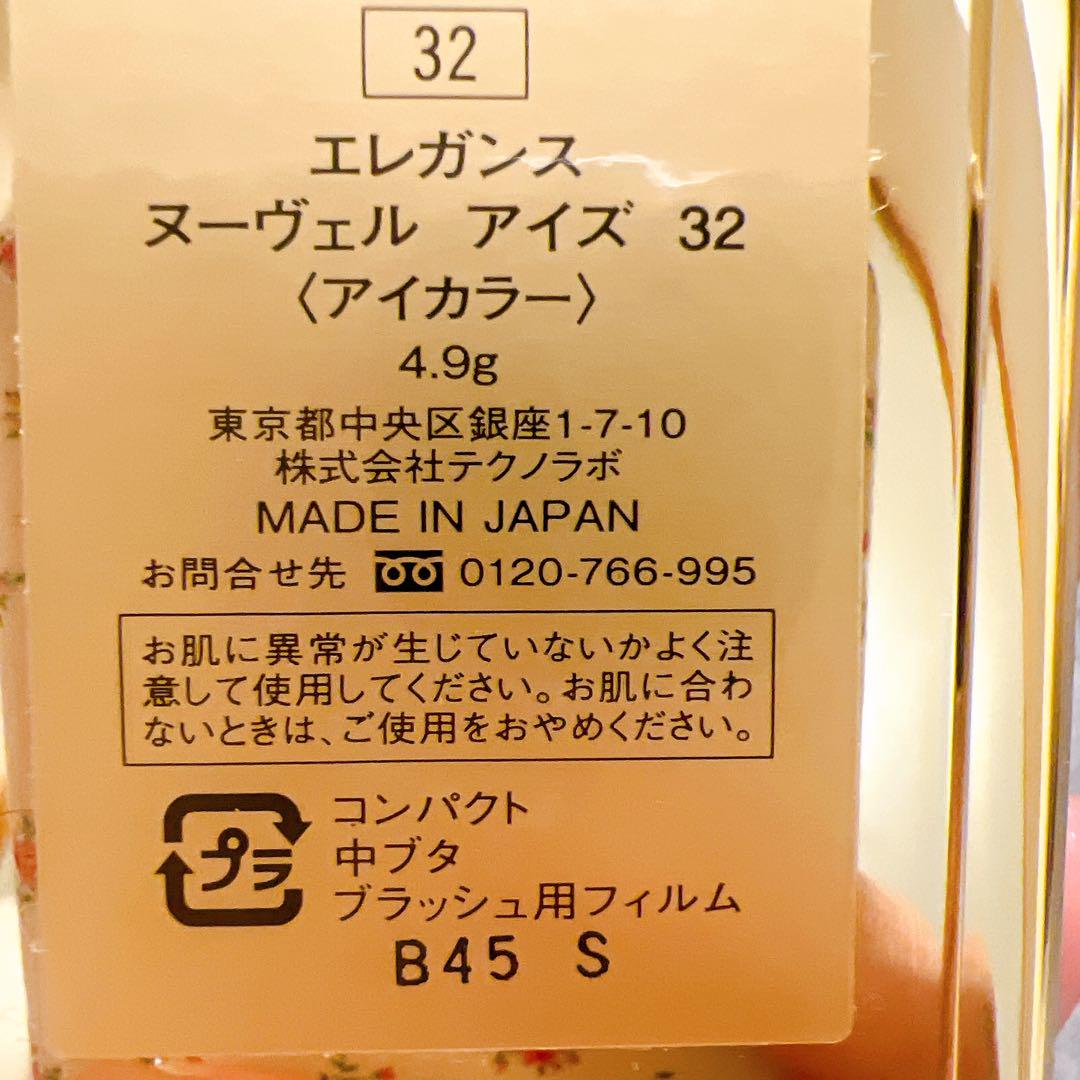 32
エレガンス
ヌーヴェル アイズ 32
〈アイカラー〉
4.9g
東京都中央区銀座1-7-10
株式会社テクノラボ
MADE IN JAPAN
お問合せ先 0120-766-995
お肌に異常が生じていないかよく注
意して使用してください。お肌に合わ
ないときは、ご使用をおやめください。
プラ
コンパクト
中ブタ
ブラッシュ用フィルム
B45 S